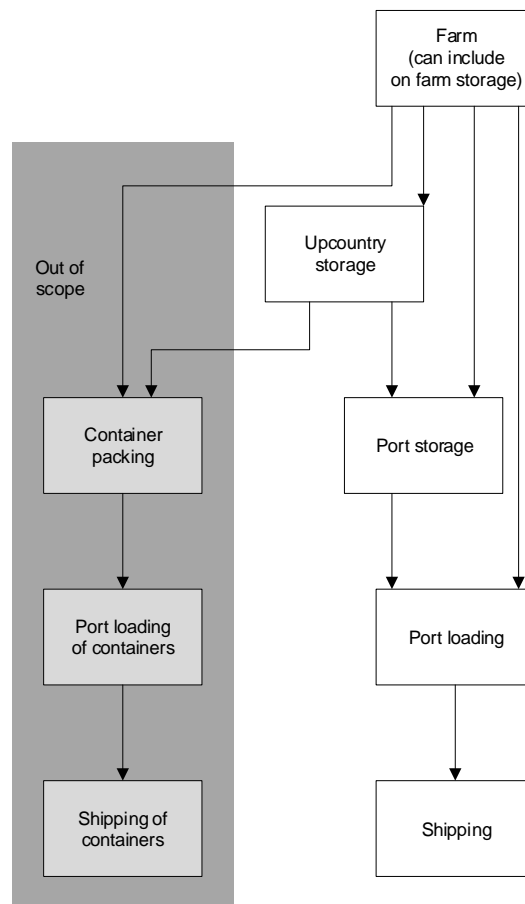 Farm
(can include
on farm storage)
Upcountry
storage
Out of
scope
Container
packing
Port storage
Port loading
of containers
Port loading
Shipping of
containers
Shipping